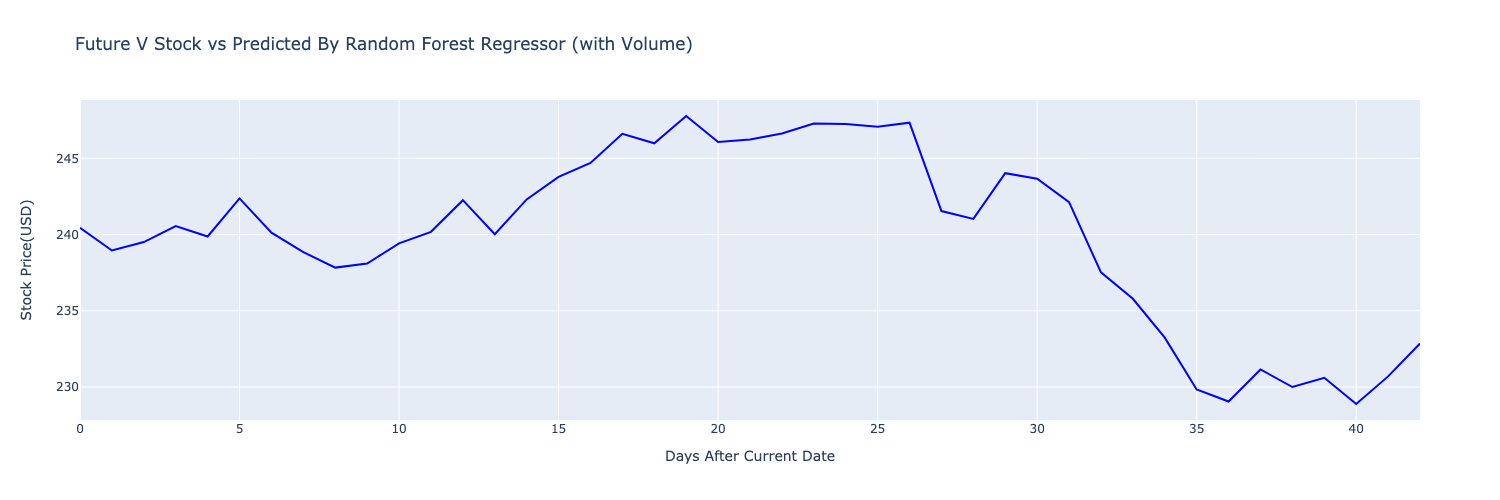 Future V Stock vs Predicted By Random Forest Regressor (with Volume)
Stock Price(USD)
245
240
235
230
0 5 10 15 20 25 30 35 40
Days After Current Date